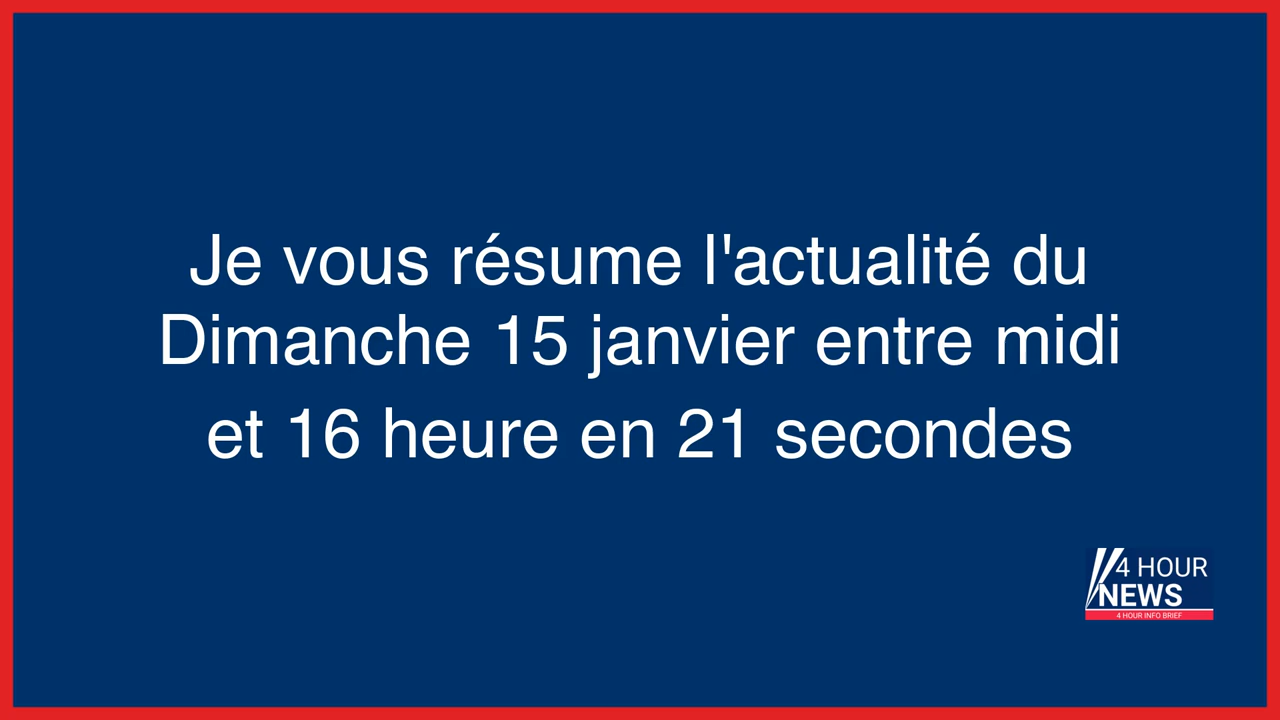 Je vous résume l'actualité du
Dimanche 15 janvier entre midi
et 16 heure en 21 secondes
4 HOUR
NEWS
4 HOUR INFO BRIEF